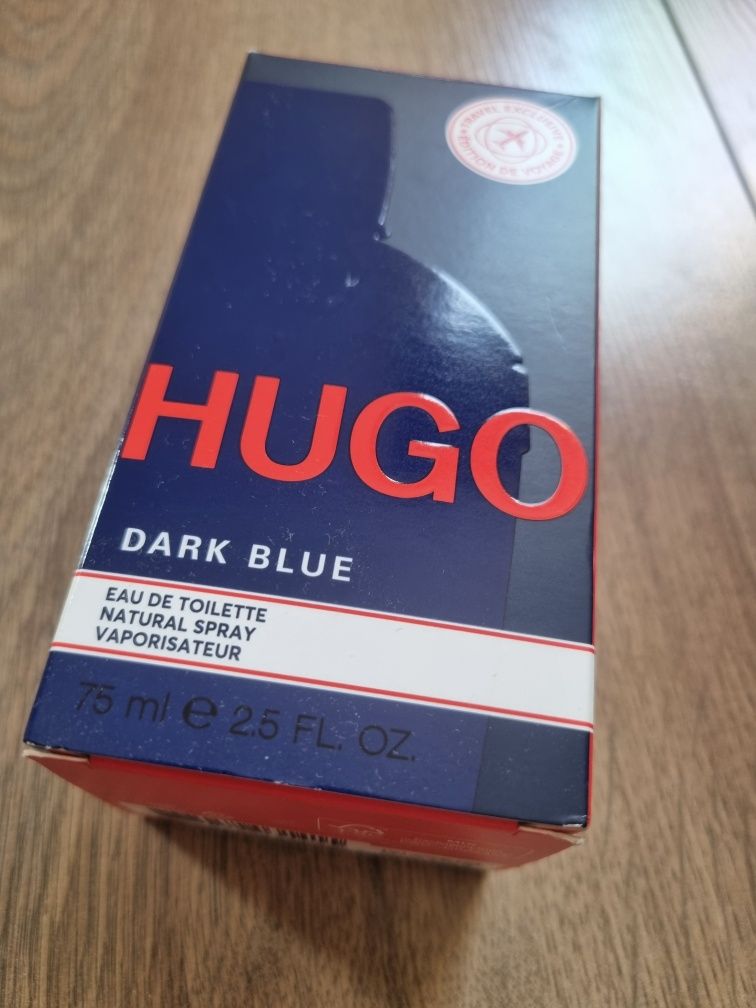 TRAVEL EXCLUSIVE
ÉDITION DE VOYAGE
HUGO
DARK BLUE
EAU DE TOILETTE
NATURAL SPRAY
VAPORISATEUR
75 ml e 2.5 FL. OZ.